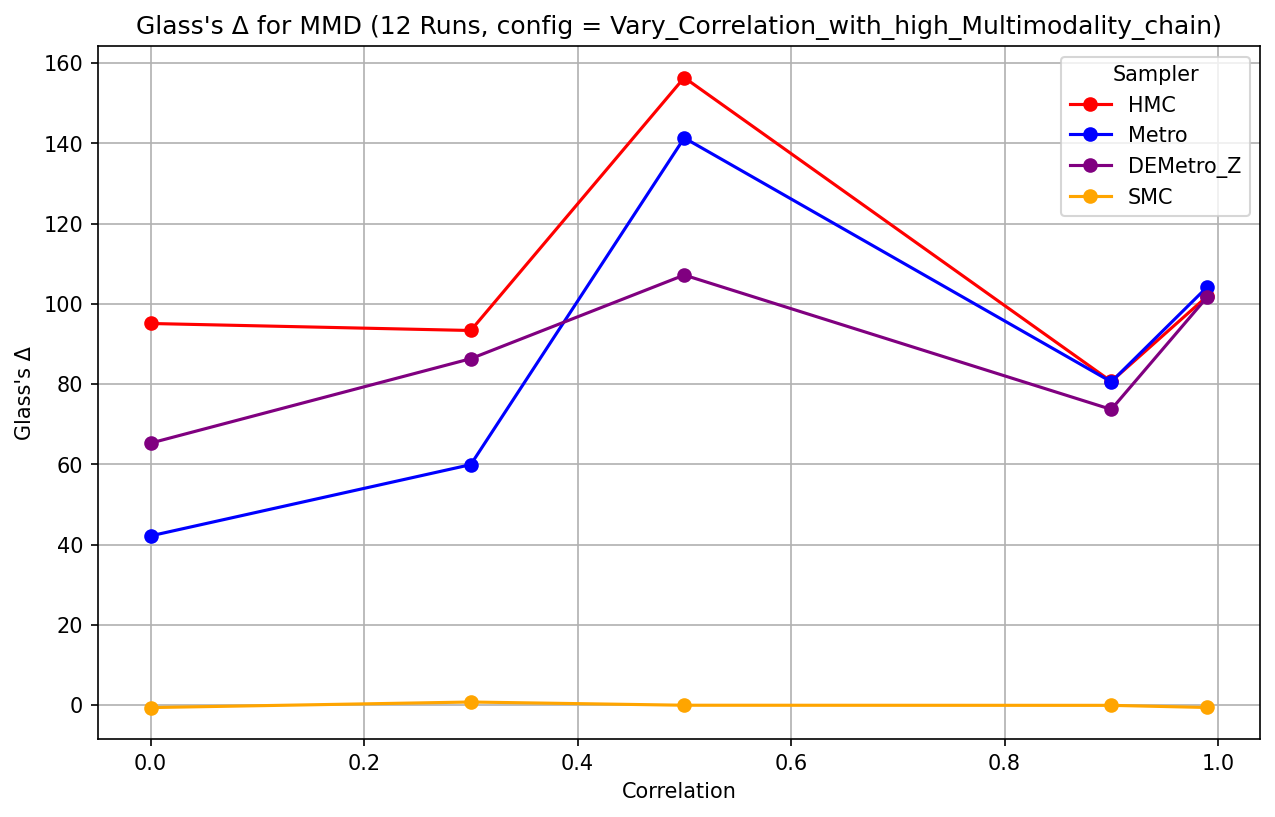 Glass's Δ for MMD (12 Runs, config = Vary_Correlation_with_high_Multimodality_chain)
Sampler
HMC
Metro
DEMetro_Z
SMC
160
140
120
100
80
60
40
20
0
Glass's Δ
0.0 0.2 0.4 0.6 0.8 1.0
Correlation